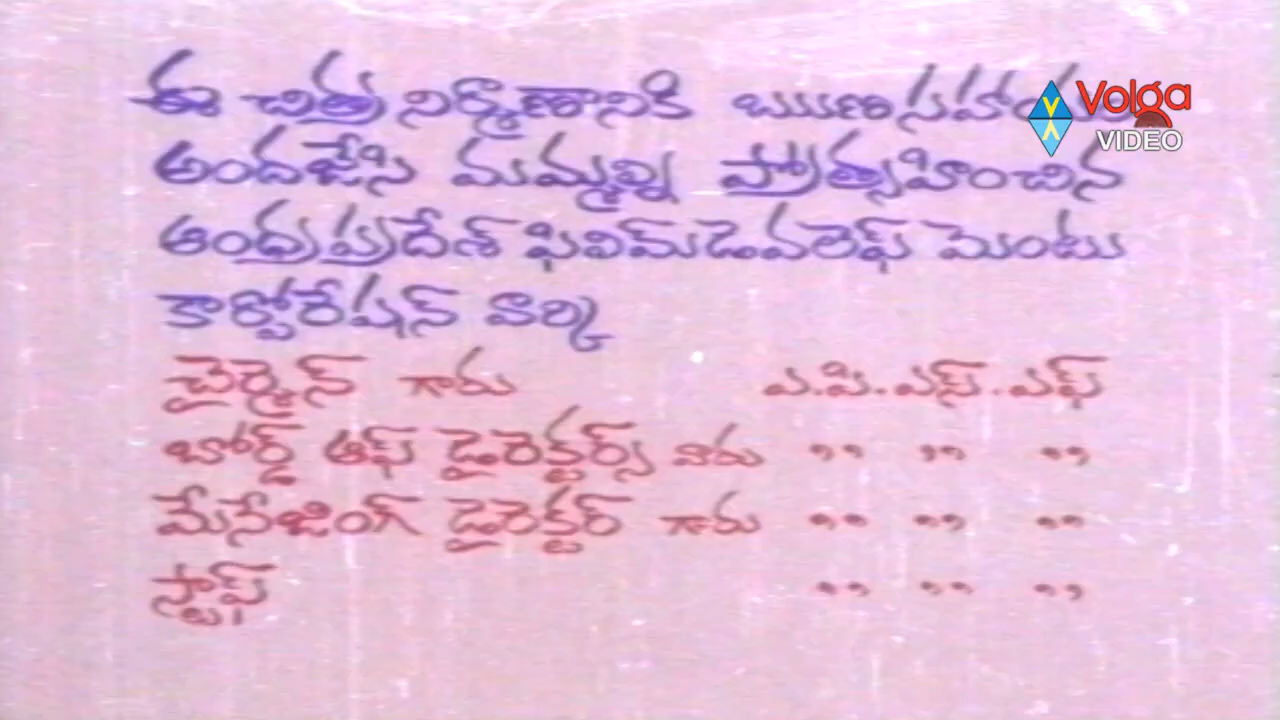 ఈ చిత్ర నిర్మాణానికి ఋణ సహాయ
Volga
VIDEO
అందజేసి మమ్మల్ని ప్రోత్సహించిన
ఆంధ్రప్రదేశ్ ఫిలిమ్ డెవలెఫ్ మెంటు
కార్పోరేషన్ వార్కి
చైర్మెన్ గారు ఎ.పి.ఎస్.ఎఫ్
బోర్డ్ ఆఫ్ డైరెక్టర్స్ వారు ,, ,, ,,
మేనేజింగ్ డైరెక్టర్ గారు ,, ,, ,,
స్టాఫ్ ,, ,, ,,